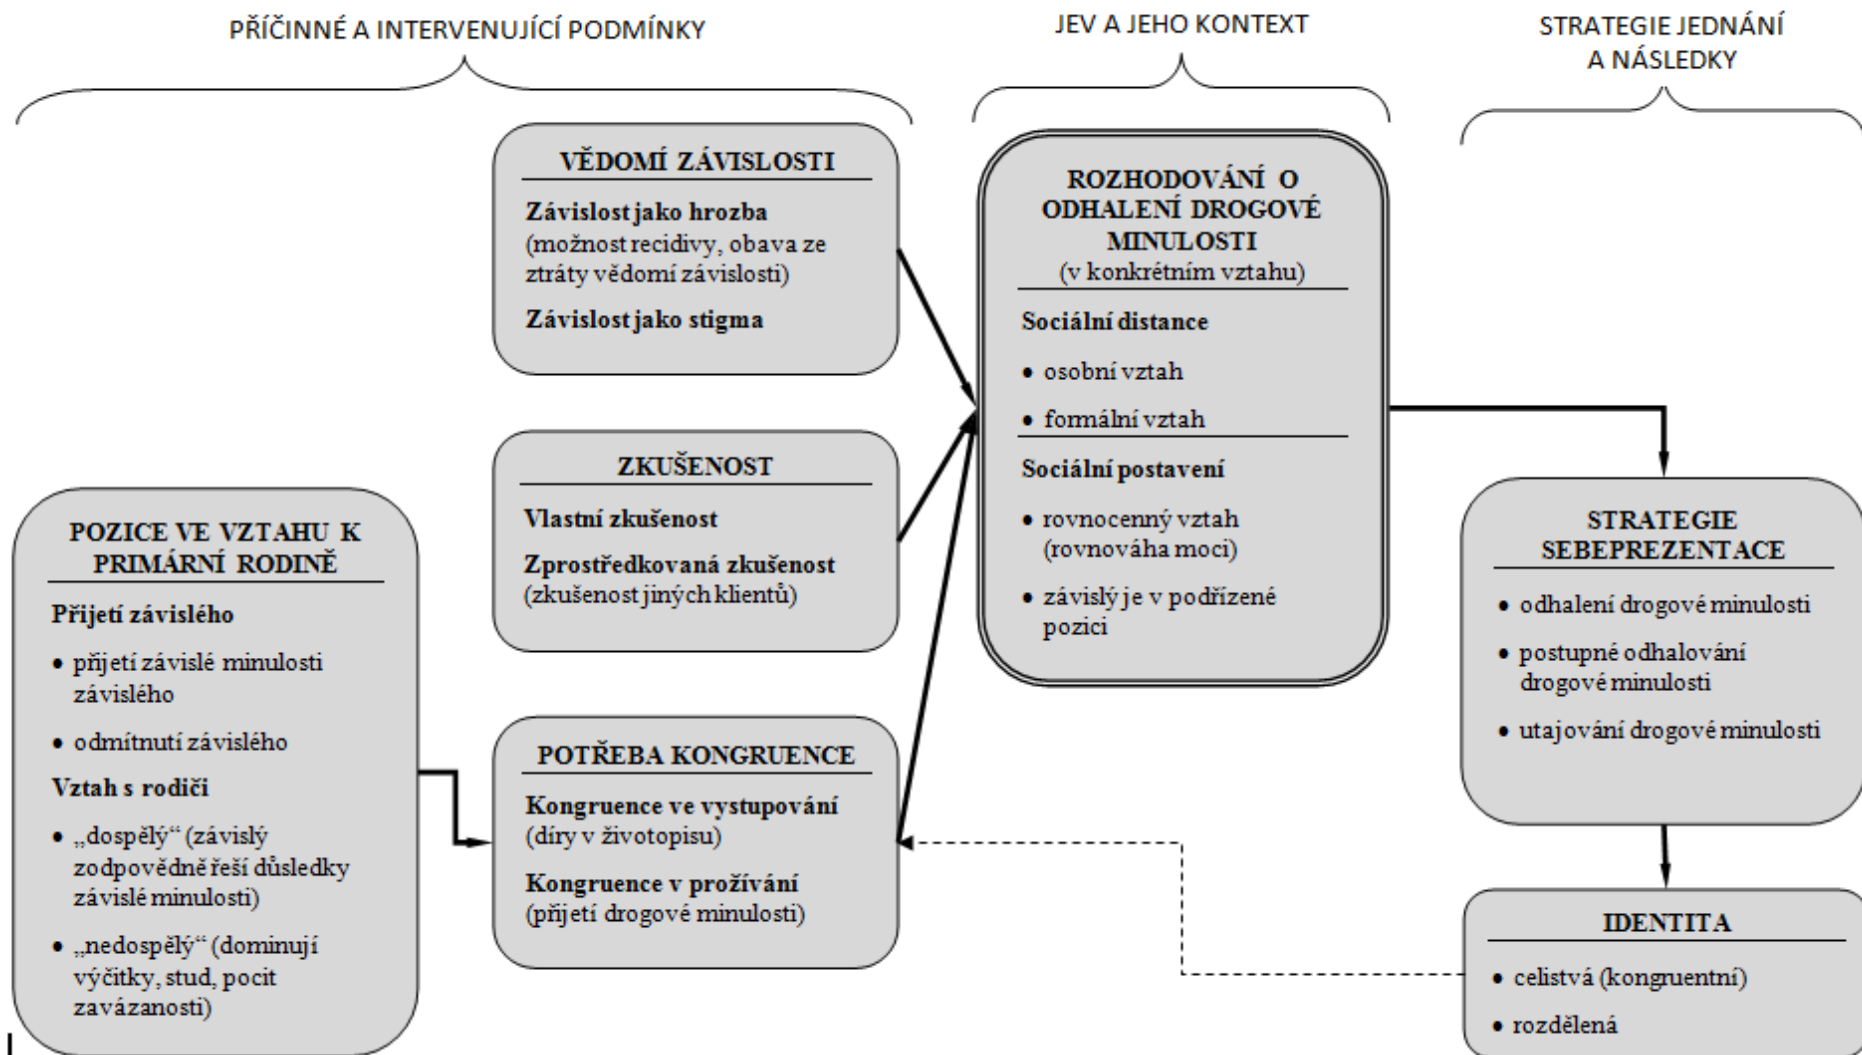 PŘÍČINNÉ A INTERVENUJÍCÍ PODMÍNKY
JEV A JEHO KONTEXT
STRATEGIE JEDNÁNÍ
A NÁSLEDKY
POZICE VE VZTAHU K
PRIMÁRNÍ RODINĚ
Přijetí závislého
• přijetí závislé minulosti
závislého
• odmítnutí závislého
Vztah s rodiči
• „dospělý“ (závislý
zodpovědně řeší důsledky
závislé minulosti)
• „nedospělý“ (dominují
výčitky, stud, pocit
zavázanosti)
VĚDOMÍ ZÁVISLOSTI
Závislost jako hrozba
(možnost recidivy, obava ze
ztráty vědomí závislosti)
Závislost jako stigma
ZKUŠENOST
Vlastní zkušenost
Zprostředkovaná zkušenost
(zkušenost jiných klientů)
POTŘEBA KONGRUENCE
Kongruence ve vystupování
(díry v životopisu)
Kongruence v prožívání
(přijetí drogové minulosti)
ROZHODOVÁNÍ O
ODHALENÍ DROGOVÉ
MINULOSTI
(v konkrétním vztahu)
Sociální distance
• osobní vztah
• formální vztah
Sociální postavení
• rovnocenný vztah
(rovnováha moci)
• závislý je v podřízené
pozici
STRATEGIE
SEBEPREZENTACE
• odhalení drogové minulosti
• postupné odhalování
drogové minulosti
• utajování drogové minulosti
IDENTITA
• celistvá (kongruentní)
• rozdělená